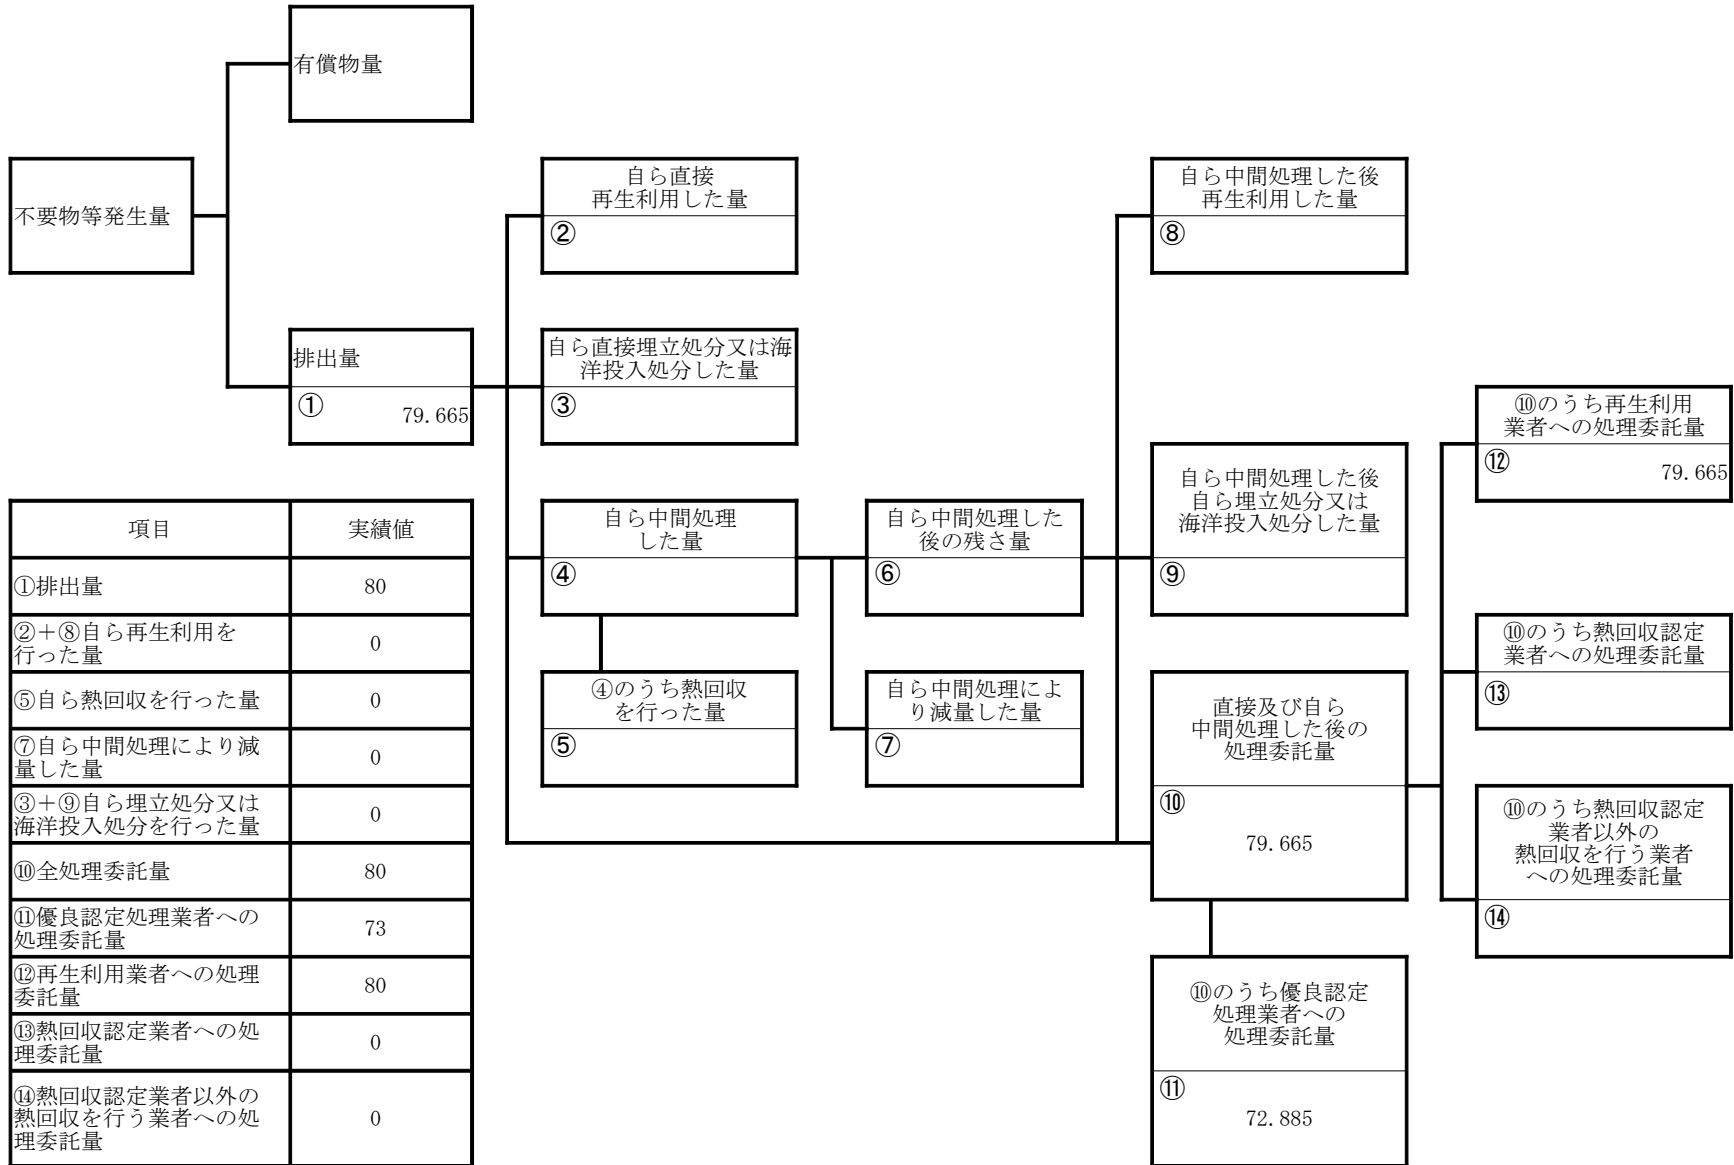 有償物量
不要物等発生量
自ら直接
再生利用した量
②
自ら中間処理した後
再生利用した量
⑧
排出量
①
79.665
自ら直接埋立処分又は海
洋投入処分した量
③
⑩のうち再生利用
業者への処理委託量
⑫
79.665
自ら中間処理した後
自ら埋立処分又は
海洋投入処分した量
⑨
自ら中間処理
した量
④
自ら中間処理した
後の残さ量
⑥
⑩のうち熱回収認定
業者への処理委託量
⑬
④のうち熱回収
を行った量
⑤
自ら中間処理によ
り減量した量
⑦
直接及び自ら
中間処理した後の
処理委託量
⑩
79.665
⑩のうち熱回収認定
業者以外の
熱回収を行う業者
への処理委託量
⑭
⑩のうち優良認定
処理業者への
処理委託量
⑪
72.885
項目 実績値
①排出量 80
②+⑧自ら再生利用を
行った量 0
⑤自ら熱回収を行った量 0
⑦自ら中間処理により減
量した量 0
③+⑨自ら埋立処分又は
海洋投入処分を行った量 0
⑩全処理委託量 80
⑪優良認定処理業者への
処理委託量 73
⑫再生利用業者への処理
委託量 80
⑬熱回収認定業者への処
理委託量 0
⑭熱回収認定業者以外の
熱回収を行う業者への処
理委託量 0